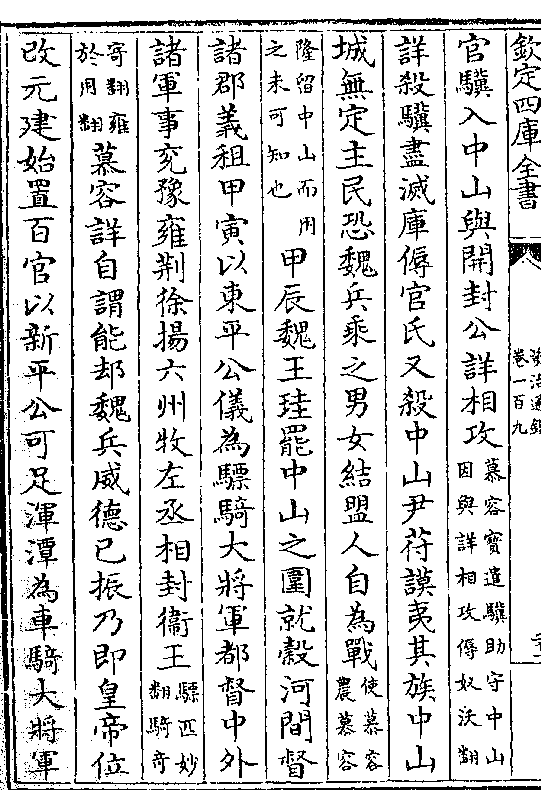 欽定四庫全書
資治通鑑
卷一百九
官驥入中山與開封公詳相攻慕容寶遣驥助守中山因與詳相攻傉奴沃翻
詳殺驥盡滅庫傉官氏又殺中山尹苻謨夷其族中山
城無定主民恐魏兵乘之男女結盟人自為戰使慕容農慕容
隆留中山而用之未可知也甲辰魏王珪罷中山之圍就穀河間督
諸郡義租甲寅以東平公儀為驃騎大將軍都督中外
諸軍事兖豫雍荆徐揚六州牧左丞相封衞王驃匹妙翻騎奇
寄翻雍於用翻慕容詳自謂能却魏兵威德已振乃即皇帝位
改元建始置百官以新平公可足渾潭為車騎大將軍